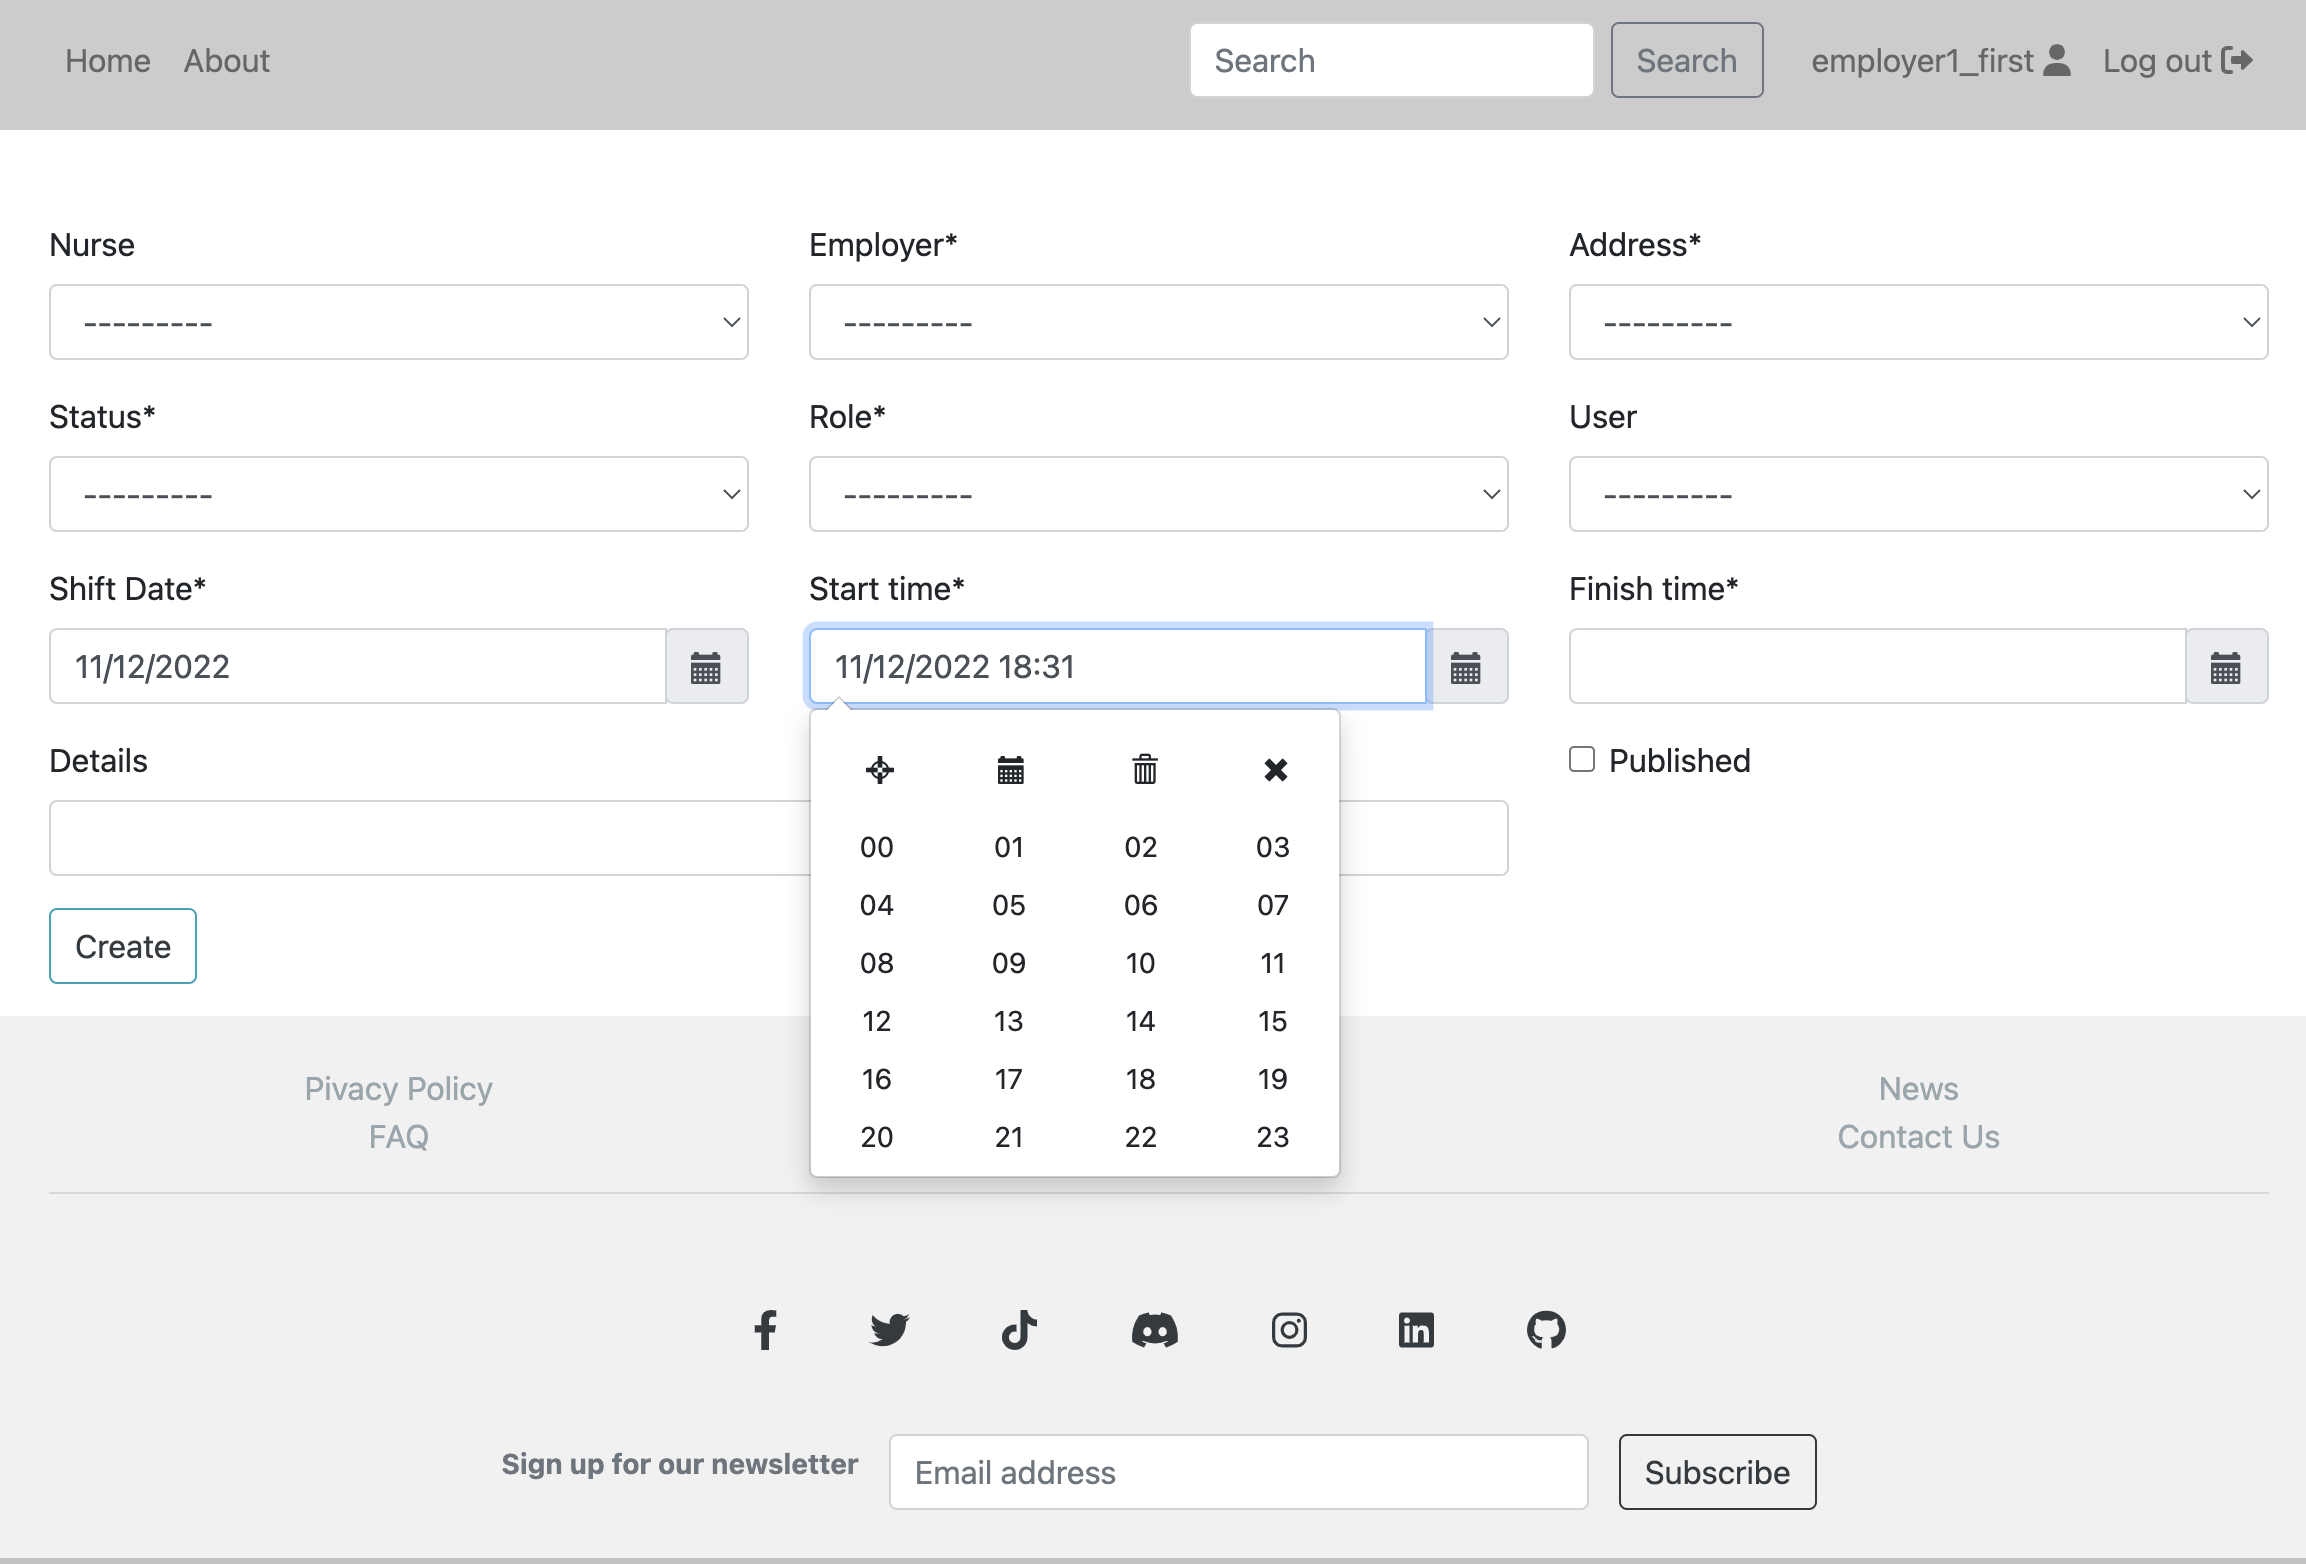 Home About Search Search employer1_first Log out
Nurse Employer* Address*
--------- --------- ---------
Status* Role* User
--------- --------- ---------
Shift Date* Start time* Finish time*
11/12/2022 11/12/2022 18:31
Details Published
00 01 02 03
04 05 06 07
08 09 10 11
12 13 14 15
16 17 18 19
20 21 22 23
Create
Pivacy Policy News
FAQ Contact Us
Sign up for our newsletter Email address Subscribe